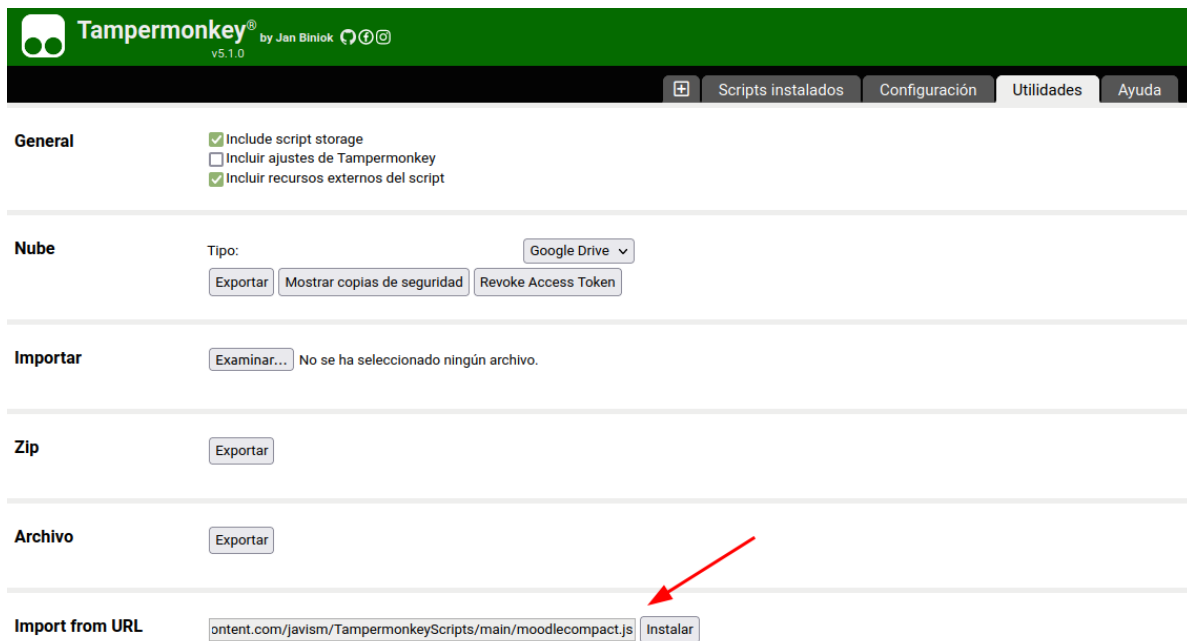 Tampermonkey® by Jan Biniok
v5.1.0
Scripts instalados Configuración Utilidades Ayuda
General
Include script storage
Incluir ajustes de Tampermonkey
Incluir recursos externos del script
Nube
Tipo: Google Drive
Exportar Mostrar copias de seguridad Revoke Access Token
Importar Examinar... No se ha seleccionado ningún archivo.
Zip Exportar
Archivo Exportar
Import from URL ontent.com/javism/TampermonkeyScripts/main/moodlecompact.js Instalar